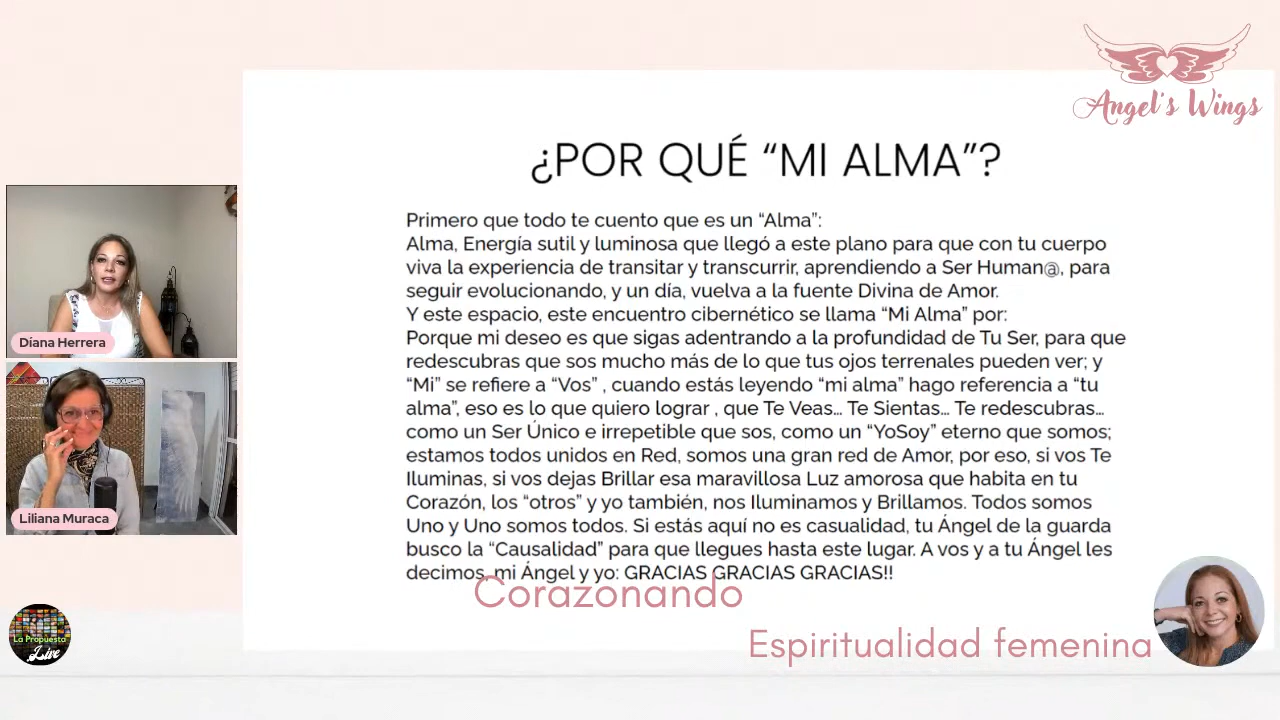 Angel's Wings
¿POR QUÉ “MI ALMA”?
Primero que todo te cuento que es un “Alma”:
Alma, Energía sutil y luminosa que llegó a este plano para que con tu cuerpo
viva la experiencia de transitar y transcurrir, aprendiendo a Ser Human@, para
seguir evolucionando, y un día, vuelva a la fuente Divina de Amor.
Y este espacio, este encuentro cibernético se llama “Mi Alma” por:
Porque mi deseo es que sigas adentrando a la profundidad de Tu Ser, para que
redescubras que sos mucho más de lo que tus ojos terrenales pueden ver; y
“Mi” se refiere a “Vos” , cuando estás leyendo “mi alma” hago referencia a “tu
alma”, eso es lo que quiero lograr , que Te Veas... Te Sientas... Te redescubras...
como un Ser Único e irrepetible que sos, como un “YoSoy” eterno que somos;
estamos todos unidos en Red, somos una gran red de Amor, por eso, si vos Te
Iluminas, si vos dejas Brillar esa maravillosa Luz amorosa que habita en tu
Corazón, los “otros” y yo también, nos Iluminamos y Brillamos. Todos somos
Uno y Uno somos todos. Si estás aquí no es casualidad, tu Ángel de la guarda
busco la “Causalidad” para que llegues hasta este lugar. A vos y a tu Ángel les
decimos, mi Ángel y yo: GRACIAS GRACIAS GRACIAS!!
Diana Herrera
Liliana Muraca
Corazonando
Espiritualidad femenina
La Propuesta
Live